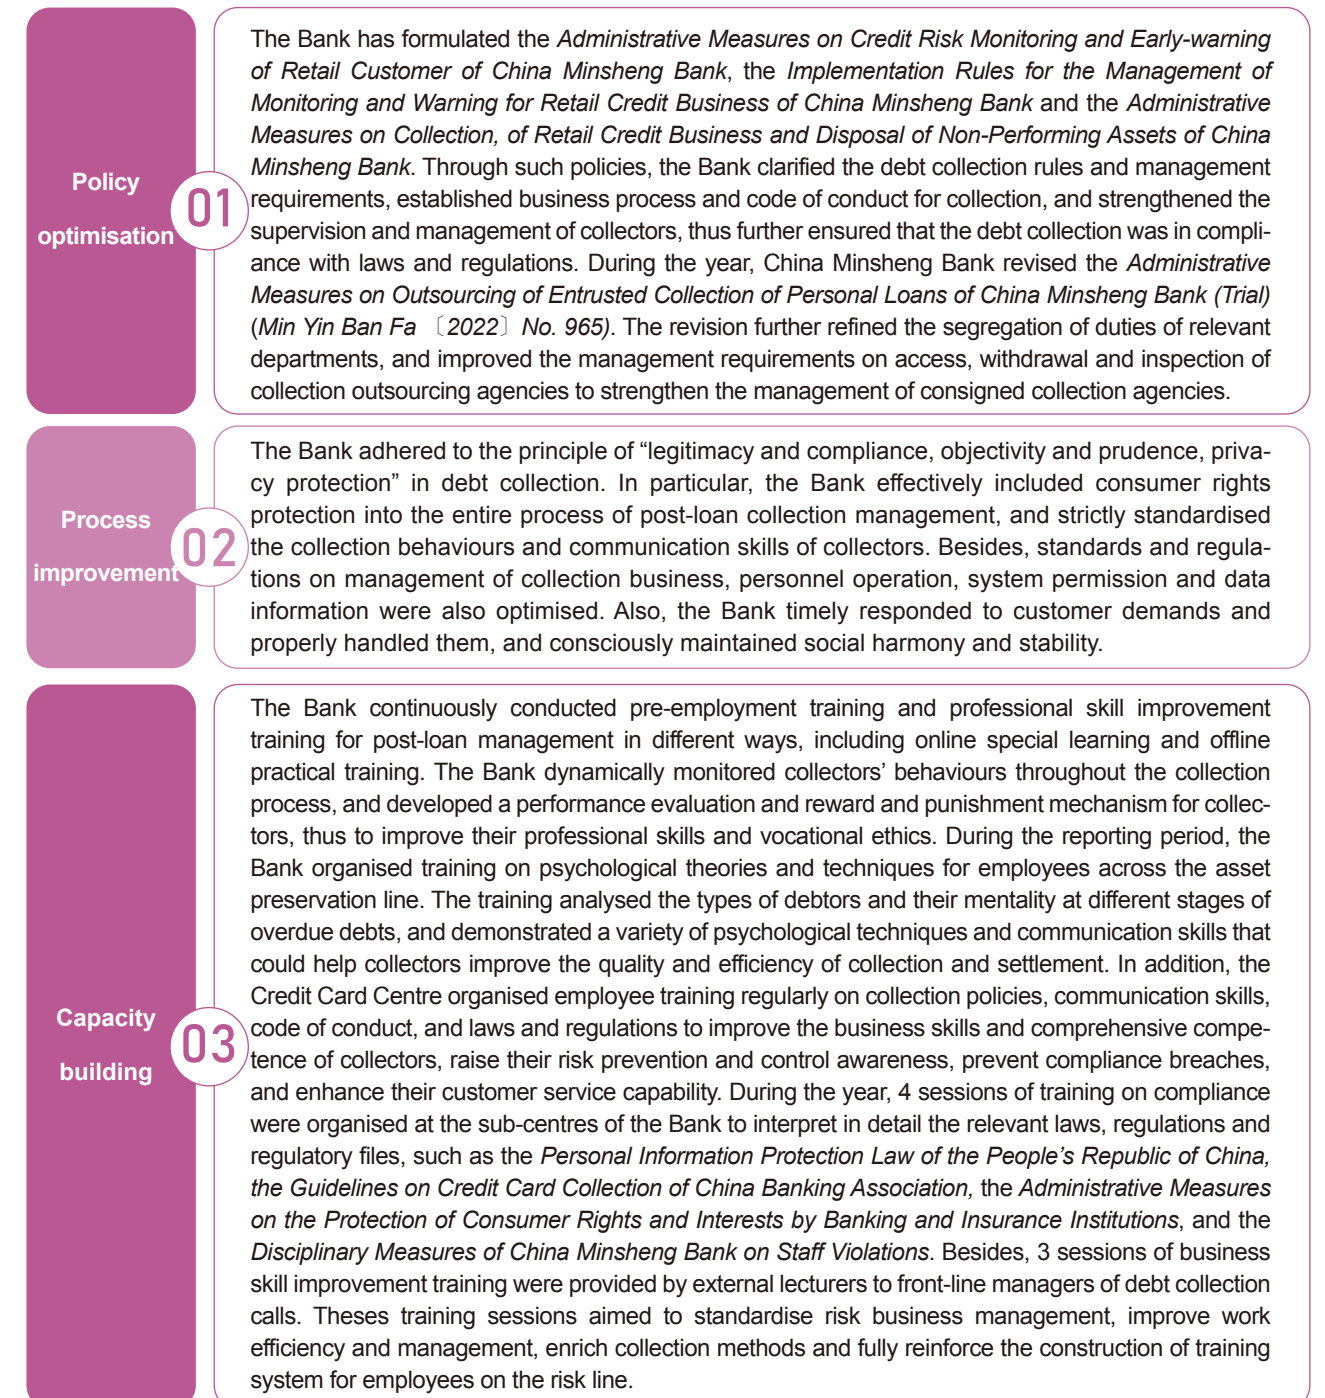 Policy
optimisation
01
The Bank has formulated the Administrative Measures on Credit Risk Monitoring and Early-warning
of Retail Customer of China Minsheng Bank, the Implementation Rules for the Management of
Monitoring and Warning for Retail Credit Business of China Minsheng Bank and the Administrative
Measures on Collection, of Retail Credit Business and Disposal of Non-Performing Assets of China
Minsheng Bank. Through such policies, the Bank clarified the debt collection rules and management
requirements, established business process and code of conduct for collection, and strengthened the
supervision and management of collectors, thus further ensured that the debt collection was in compli-
ance with laws and regulations. During the year, China Minsheng Bank revised the Administrative
Measures on Outsourcing of Entrusted Collection of Personal Loans of China Minsheng Bank (Trial)
(Min Yin Ban Fa 〔2022〕 No. 965). The revision further refined the segregation of duties of relevant
departments, and improved the management requirements on access, withdrawal and inspection of
collection outsourcing agencies to strengthen the management of consigned collection agencies.
Process
improvement
02
The Bank adhered to the principle of “legitimacy and compliance, objectivity and prudence, priva-
cy protection” in debt collection. In particular, the Bank effectively included consumer rights
protection into the entire process of post-loan collection management, and strictly standardised
the collection behaviours and communication skills of collectors. Besides, standards and regula-
tions on management of collection business, personnel operation, system permission and data
information were also optimised. Also, the Bank timely responded to customer demands and
properly handled them, and consciously maintained social harmony and stability.
Capacity
building
03
The Bank continuously conducted pre-employment training and professional skill improvement
training for post-loan management in different ways, including online special learning and offline
practical training. The Bank dynamically monitored collectors’ behaviours throughout the collection
process, and developed a performance evaluation and reward and punishment mechanism for collec-
tors, thus to improve their professional skills and vocational ethics. During the reporting period, the
Bank organised training on psychological theories and techniques for employees across the asset
preservation line. The training analysed the types of debtors and their mentality at different stages of
overdue debts, and demonstrated a variety of psychological techniques and communication skills that
could help collectors improve the quality and efficiency of collection and settlement. In addition, the
Credit Card Centre organised employee training regularly on collection policies, communication skills,
code of conduct, and laws and regulations to improve the business skills and comprehensive compe-
tence of collectors, raise their risk prevention and control awareness, prevent compliance breaches,
and enhance their customer service capability. During the year, 4 sessions of training on compliance
were organised at the sub-centres of the Bank to interpret in detail the relevant laws, regulations and
regulatory files, such as the Personal Information Protection Law of the People’s Republic of China,
the Guidelines on Credit Card Collection of China Banking Association, the Administrative Measures
on the Protection of Consumer Rights and Interests by Banking and Insurance Institutions, and the
Disciplinary Measures of China Minsheng Bank on Staff Violations. Besides, 3 sessions of business
skill improvement training were provided by external lecturers to front-line managers of debt collection
calls. Theses training sessions aimed to standardise risk business management, improve work
efficiency and management, enrich collection methods and fully reinforce the construction of training
system for employees on the risk line.